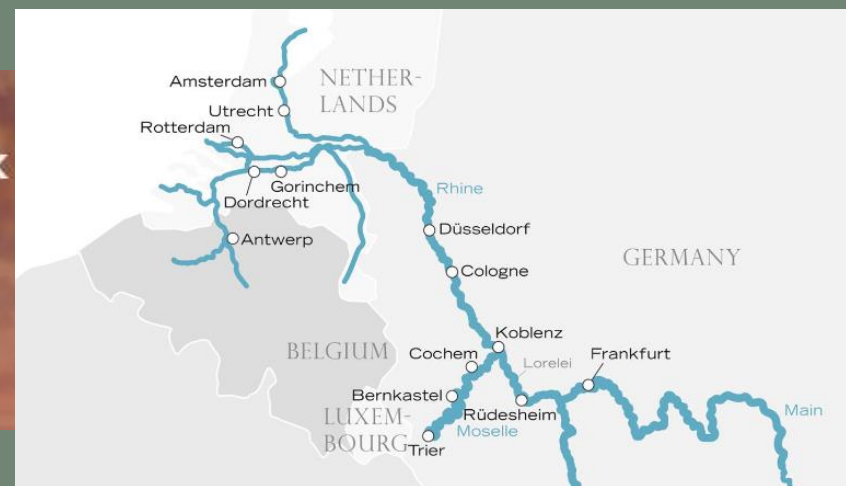 Amsterdam
NETHER-
LANDS
Utrecht
Rotterdam
Gorinchem
Dordrecht
Rhine
Antwerp
Düsseldorf
GERMANY
Cologne
Koblenz
BELGIUM
Cochem
Lorelei
Frankfurt
Bernkastel
Rüdesheim
LUXEM-
BOURG
Moselle
Main
Trier